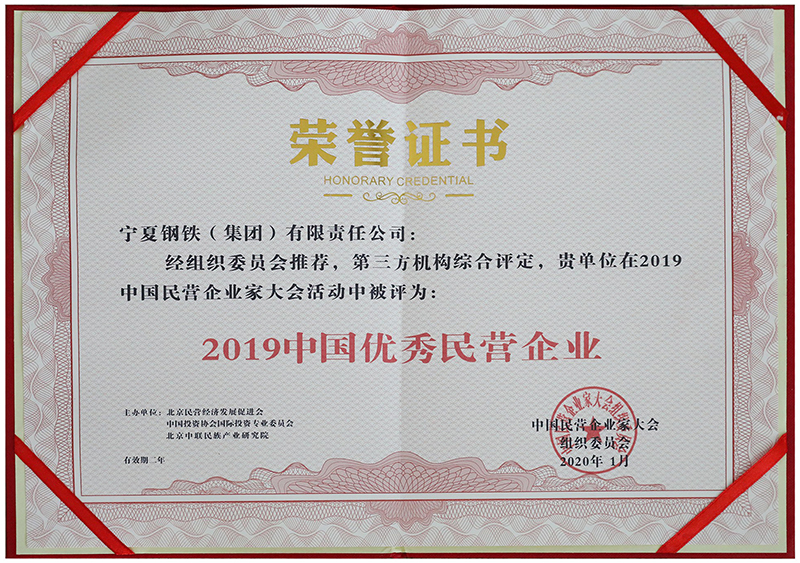 荣誉证书
HONORARY CREDENTIAL
宁夏钢铁（集团）有限责任公司：
经组织委员会推荐，第三方机构综合评定，贵单位在2019
中国民营企业家大会活动中被评为：
2019中国优秀民营企业
主办单位：北京民营经济发展促进会
中国投资协会国际投资专业委员会
北京中联民族产业研究院
有效期二年
中国民营企业家大会
组织委员会
2020年 1月